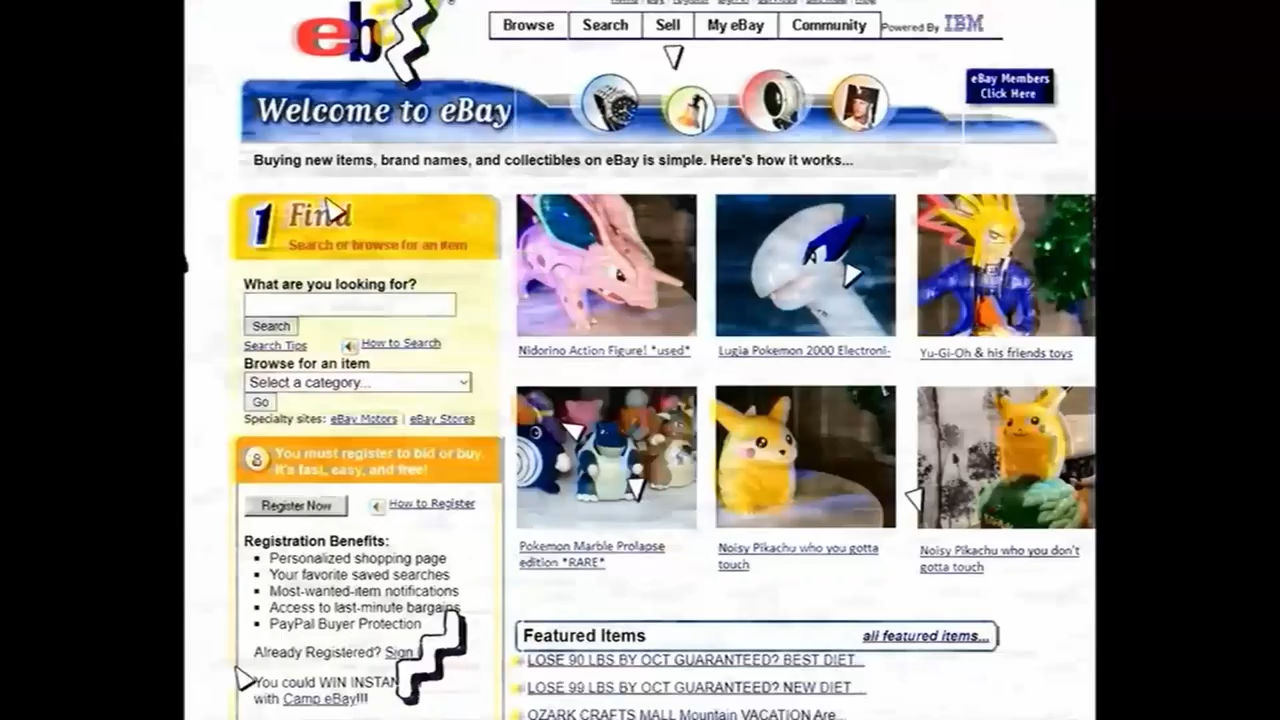 eb
Browse
Search
Sell
My eBay
Community
Powered By IBM
eBay Members
Click Here
Welcome to eBay
Buying new items, brand names, and collectibles on eBay is simple. Here's how it works...
1 Find
Search or browse for an item
What are you looking for?
Search
Search Tips
How to Search
Browse for an item
Select a category...
Go
Specialty sites: eBay Motors | eBay Stores
You must register to bid or buy.
It's fast, easy, and free!
Register Now
How to Register
Registration Benefits:
Personalized shopping page
Your favorite saved searches
Most-wanted-item notifications
Access to last-minute bargains
PayPal Buyer Protection
Already Registered? Sign
You could WIN INSTAN
with Camp eBay!!!
Nidorino Action Figure! *used*
Lugia Pokemon 2000 Electroni-
Yu-Gi-Oh & his friends toys
Pokemon Marble Prolapse
edition *RARE*
Noisy Pikachu who you gotta
touch
Noisy Pikachu who you don't
gotta touch
Featured Items
all featured items...
LOSE 90 LBS BY OCT GUARANTEED? BEST DIET...
LOSE 99 LBS BY OCT GUARANTEED? NEW DIET ...
OZARK CRAFTS MALL Mountain VACATION Are...